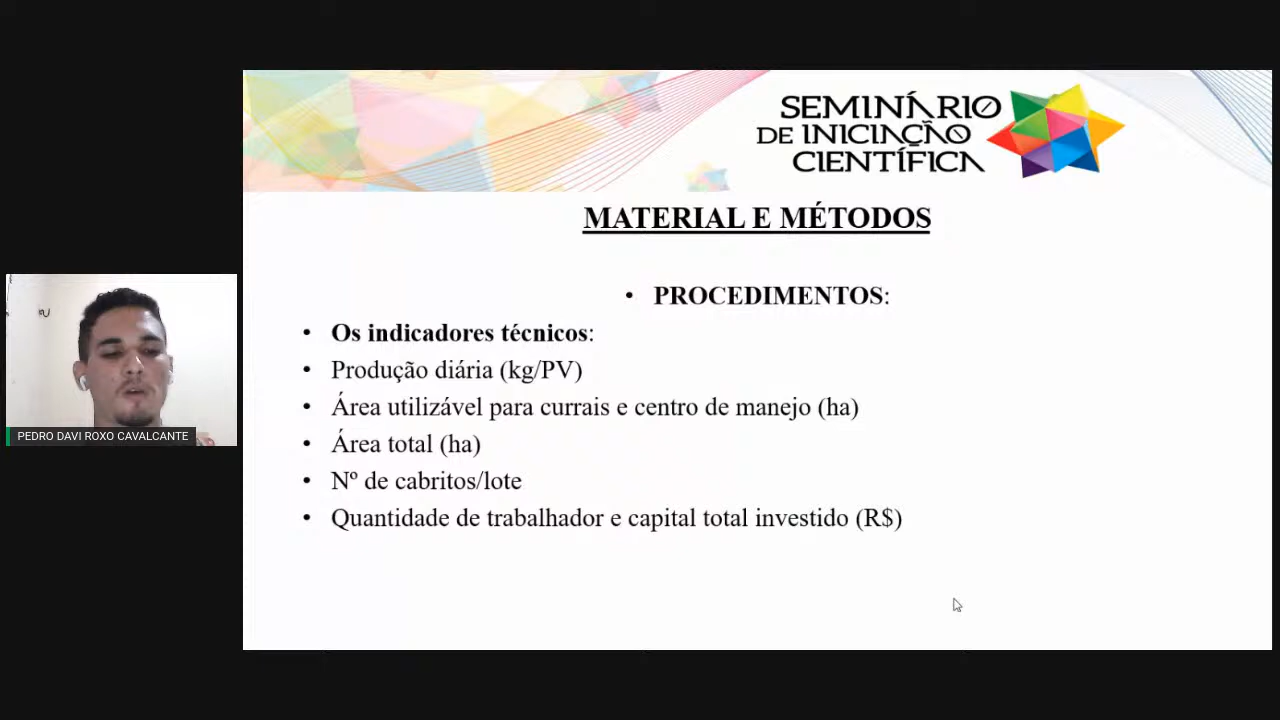 SEMINÁRIO
DE INICIAÇÃO
CIENTÍFICA
MATERIAL E MÉTODOS
• PROCEDIMENTOS:
• Os indicadores técnicos:
• Produção diária (kg/PV)
• Área utilizável para currais e centro de manejo (ha)
• Área total (ha)
• Nº de cabritos/lote
• Quantidade de trabalhador e capital total investido (R$)
PEDRO DAVI ROXO CAVALCANTE